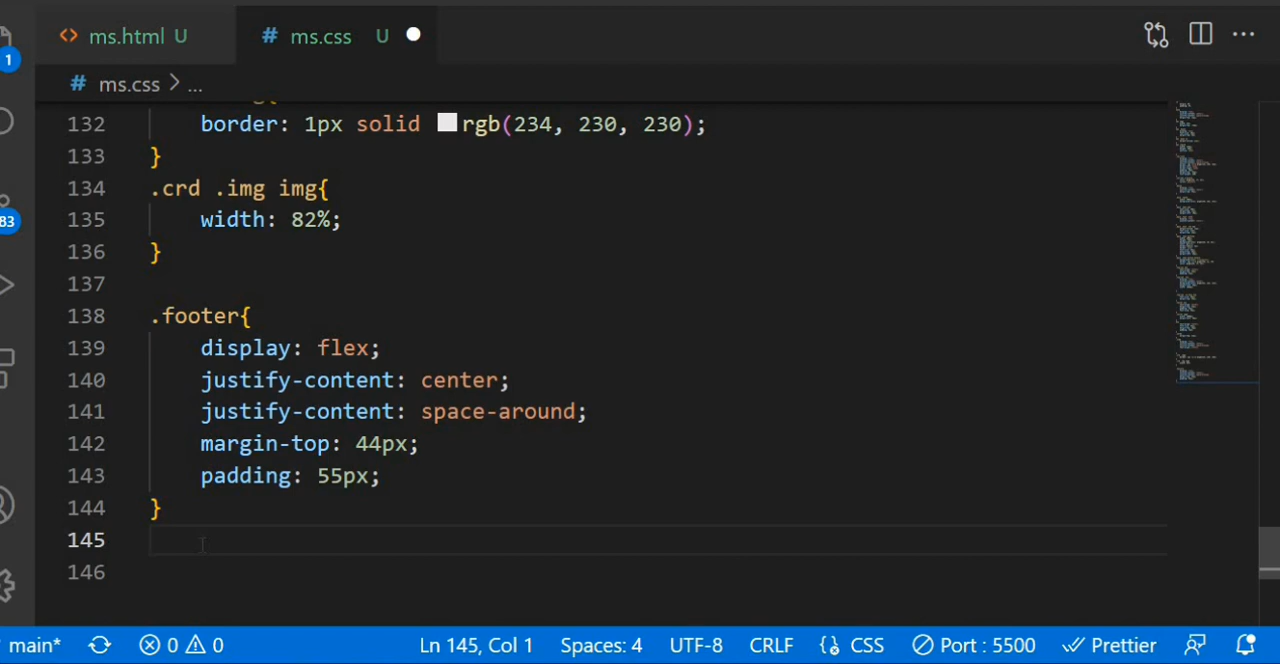 ms.html U
# ms.css U
1
# ms.css > ...
132 border: 1px solid rgb(234, 230, 230);
133 }
134 .crd .img img{
83
135 width: 82%;
136 }
137
138 .footer{
139 display: flex;
140 justify-content: center;
141 justify-content: space-around;
142 margin-top: 44px;
143 padding: 55px;
144 }
145
146
main* 0 0 Ln 145, Col 1 Spaces: 4 UTF-8 CRLF {} CSS Port : 5500 Prettier